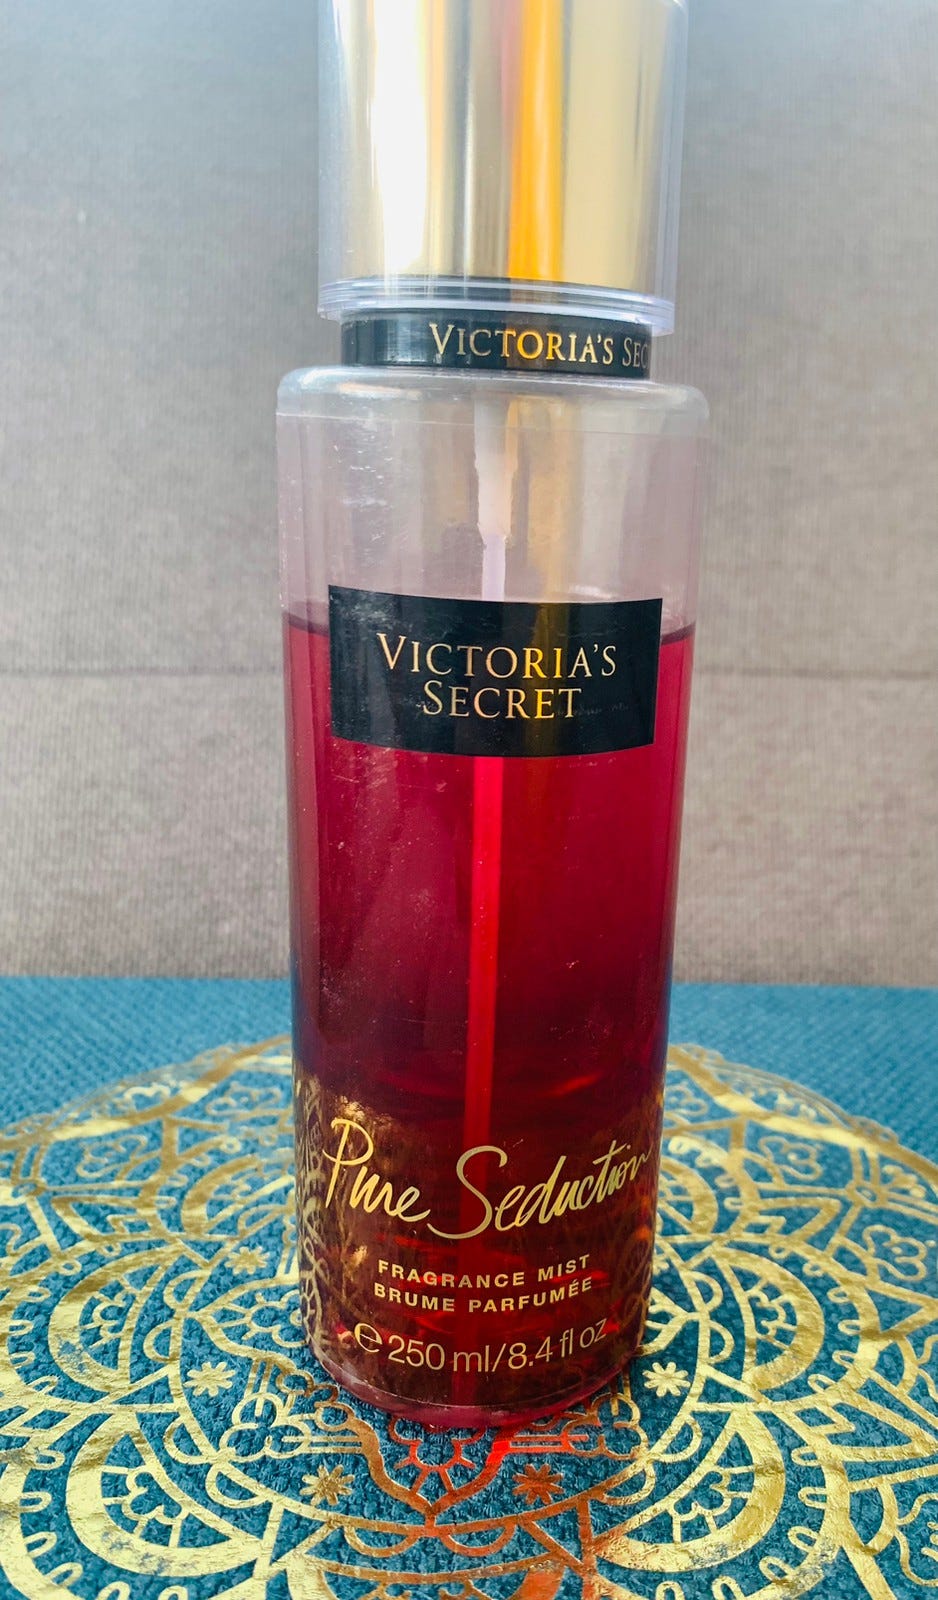 VICTORIA'S SEC
VICTORIA'S
SECRET
Pure Seduction
FRAGRANCE MIST
BRUME PARFUMÉE
℮ 250 ml/8.4 fl oz